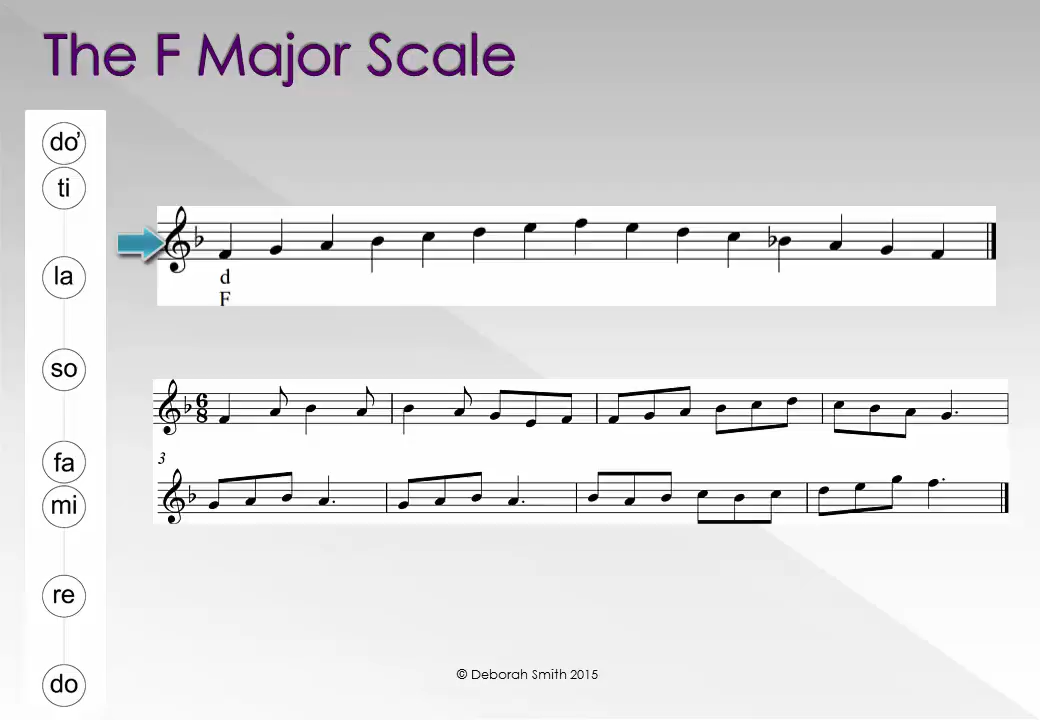 The F Major Scale
do’
ti
la
so
fa
mi
re
do
d
F
6
8
3
© Deborah Smith 2015